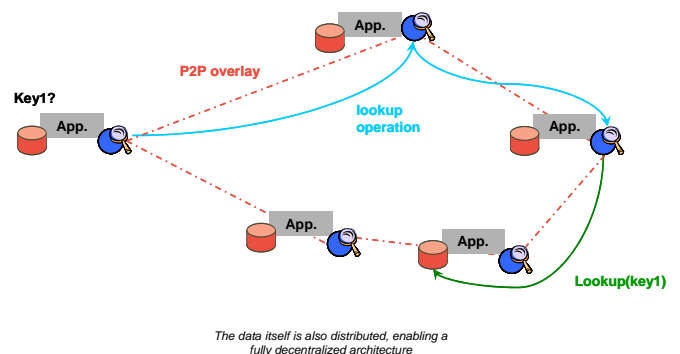 App.
P2P overlay
Key1?
lookup
operation
App.
App.
App.
App.
Lookup(key1)
The data itself is also distributed, enabling a
fully decentralized architecture